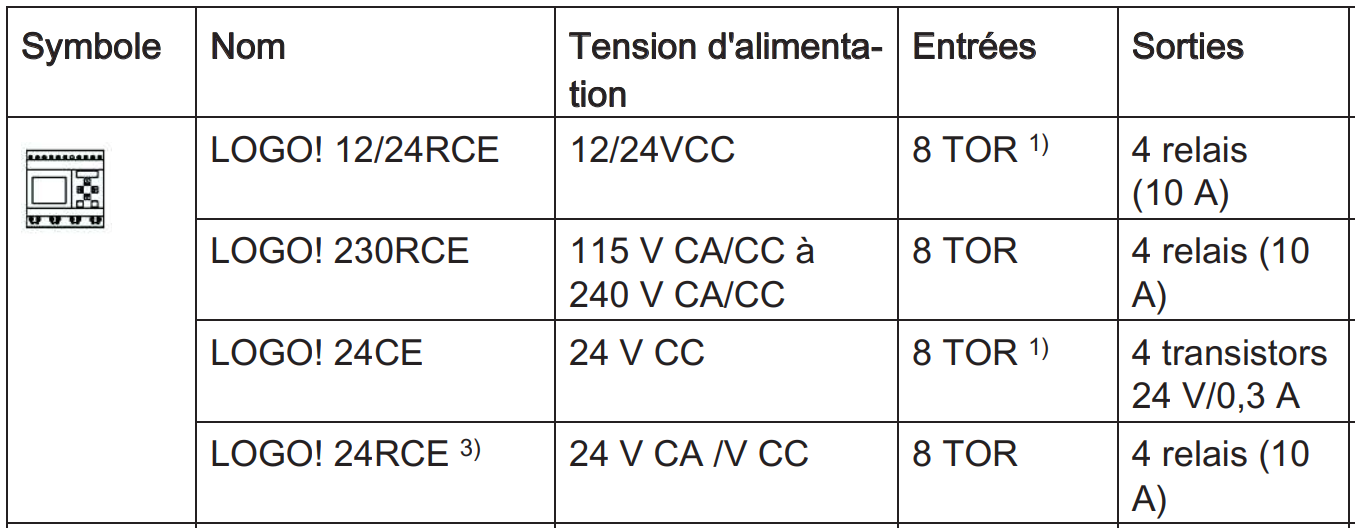 Symbole Nom Tension d'alimenta- Entrées Sorties
tion
LOGO! 12/24RCE 12/24VCC 8 TOR 1) 4 relais
(10 A)
LOGO! 230RCE 115 V CA/CC à 8 TOR 4 relais (10
240 V CA/CC A)
LOGO! 24CE 24 V CC 8 TOR 1) 4 transistors
24 V/0,3 A
LOGO! 24RCE 3) 24 V CA /V CC 8 TOR 4 relais (10
A)